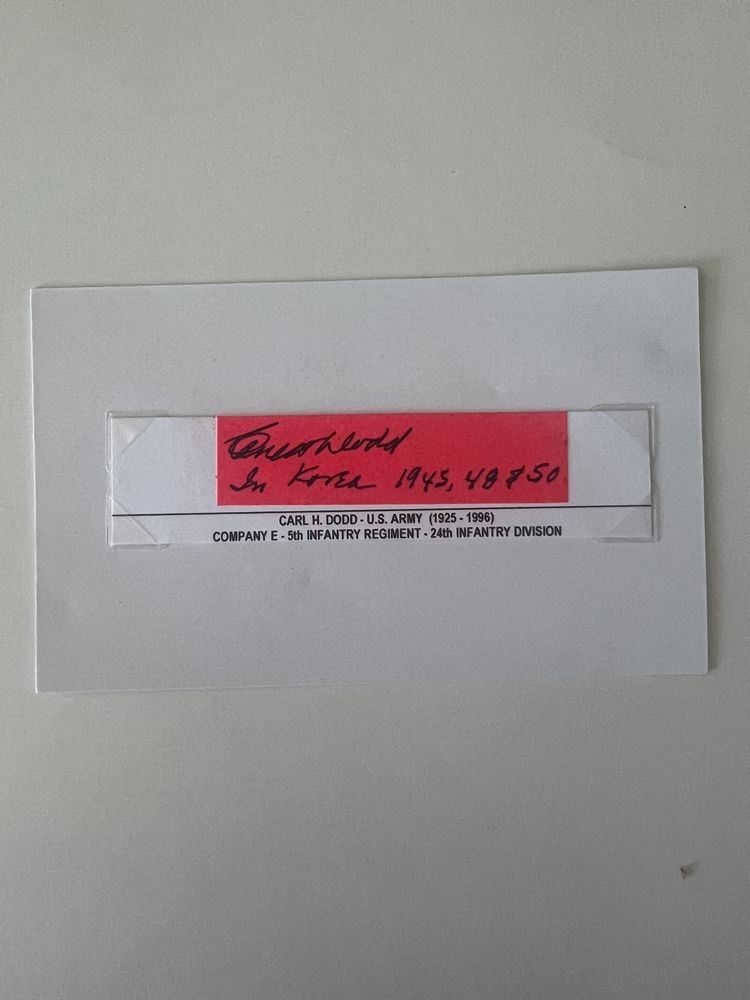 Carl H Dodd
In Korea 1945, 48 & 50
CARL H. DODD - U.S. ARMY (1925 - 1996)
COMPANY E - 5th INFANTRY REGIMENT - 24th INFANTRY DIVISION